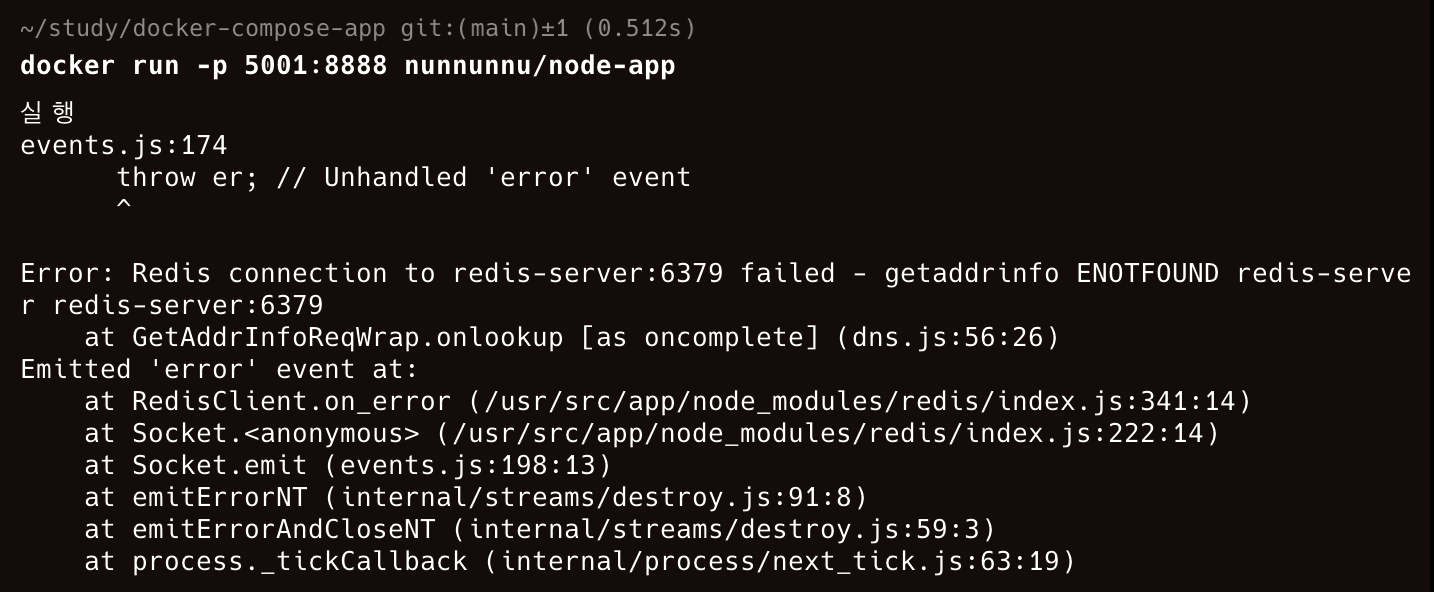 ~/study/docker-compose-app git:(main)±1 (0.512s)
docker run -p 5001:8888 nunnunnu/node-app
실행
events.js:174
      throw er; // Unhandled 'error' event
      ^
Error: Redis connection to redis-server:6379 failed - getaddrinfo ENOTFOUND redis-serve
r redis-server:6379
    at GetAddrInfoReqWrap.onlookup [as oncomplete] (dns.js:56:26)
Emitted 'error' event at:
    at RedisClient.on_error (/usr/src/app/node_modules/redis/index.js:341:14)
    at Socket.<anonymous> (/usr/src/app/node_modules/redis/index.js:222:14)
    at Socket.emit (events.js:198:13)
    at emitErrorNT (internal/streams/destroy.js:91:8)
    at emitErrorAndCloseNT (internal/streams/destroy.js:59:3)
    at process._tickCallback (internal/process/next_tick.js:63:19)